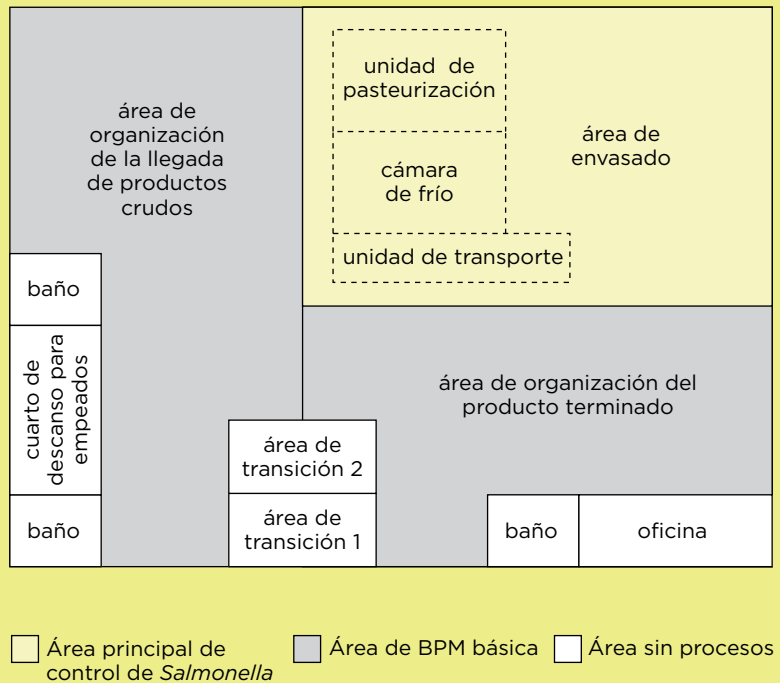 área de
organización
de la llegada
de productos
crudos
unidad de
pasteurización
cámara
de frío
unidad de transporte
área de
envasado
baño
cuarto de
descanso para
empeados
baño
área de organización del
producto terminado
área de
transición 2
área de
transición 1
baño
oficina
Área principal de
control de Salmonella
Área de BPM básica
Área sin procesos